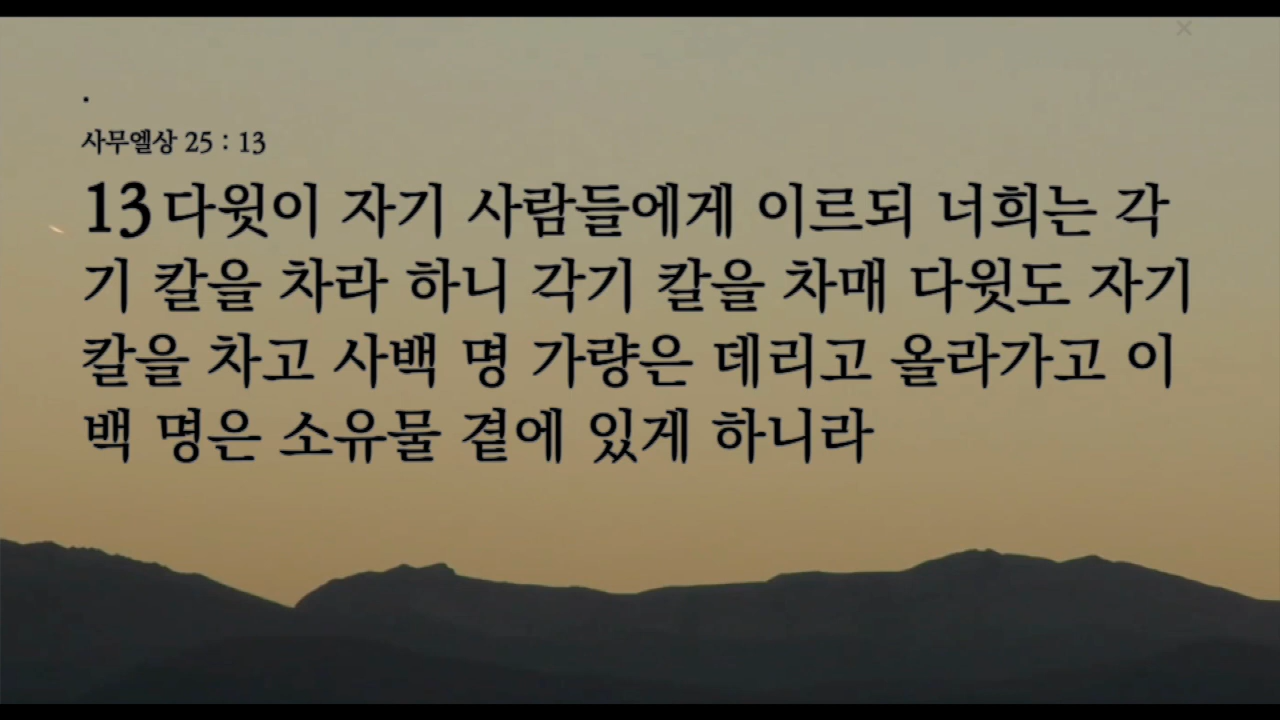 .
사무엘상 25 : 13
13 다윗이 자기 사람들에게 이르되 너희는 각
기 칼을 차라 하니 각기 칼을 차매 다윗도 자기
칼을 차고 사백 명 가량은 데리고 올라가고 이
백 명은 소유물 곁에 있게 하니라